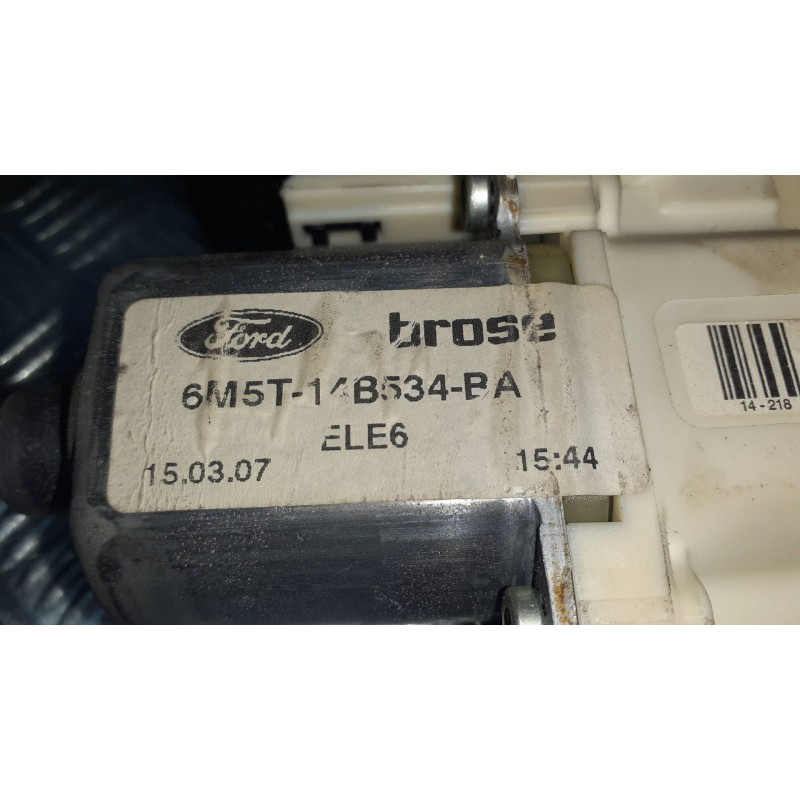 Ford brose
6M5T-14B534-BA
ELE6
15.03.07 15:44
14-218